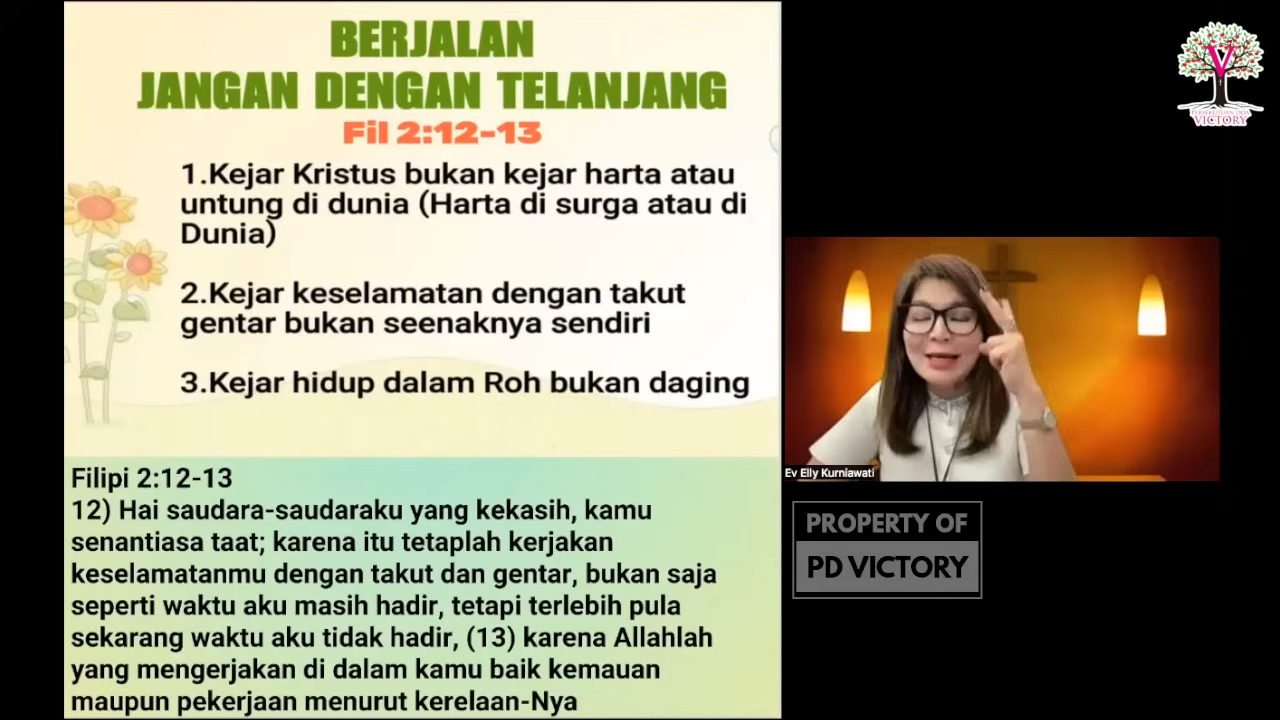 BERJALAN
JANGAN DENGAN TELANJANG
Fil 2:12-13
1.Kejar Kristus bukan kejar harta atau
untung di dunia (Harta di surga atau di
Dunia)
2.Kejar keselamatan dengan takut
gentar bukan seenaknya sendiri
3.Kejar hidup dalam Roh bukan daging
Filipi 2:12-13
12) Hai saudara-saudaraku yang kekasih, kamu
senantiasa taat; karena itu tetaplah kerjakan
keselamatanmu dengan takut dan gentar, bukan saja
seperti waktu aku masih hadir, tetapi terlebih pula
sekarang waktu aku tidak hadir, (13) karena Allahlah
yang mengerjakan di dalam kamu baik kemauan
maupun pekerjaan menurut kerelaan-Nya
V
PERSEKUTUAN DOA
VICTORY
Ev Elly Kurniawati
PROPERTY OF
PD VICTORY